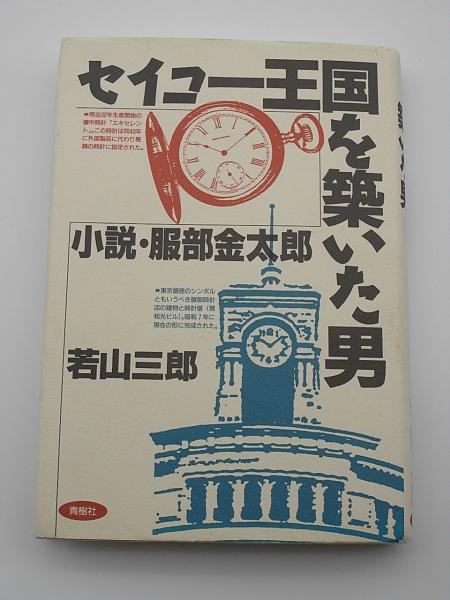 セイコー王国を築いた男
●明治32年生産開始の
懐中時計「エキセレン
ト」。この時計は同40年
に外国製品に代わり恩
賜の時計に指定された。
小説・服部金太郎
●東京銀座のシンボル
ともいうべき服部時計
店の建物と時計塔(現
和光ビル)。昭和7年に
現在の形に完成された。
若山三郎
青樹社